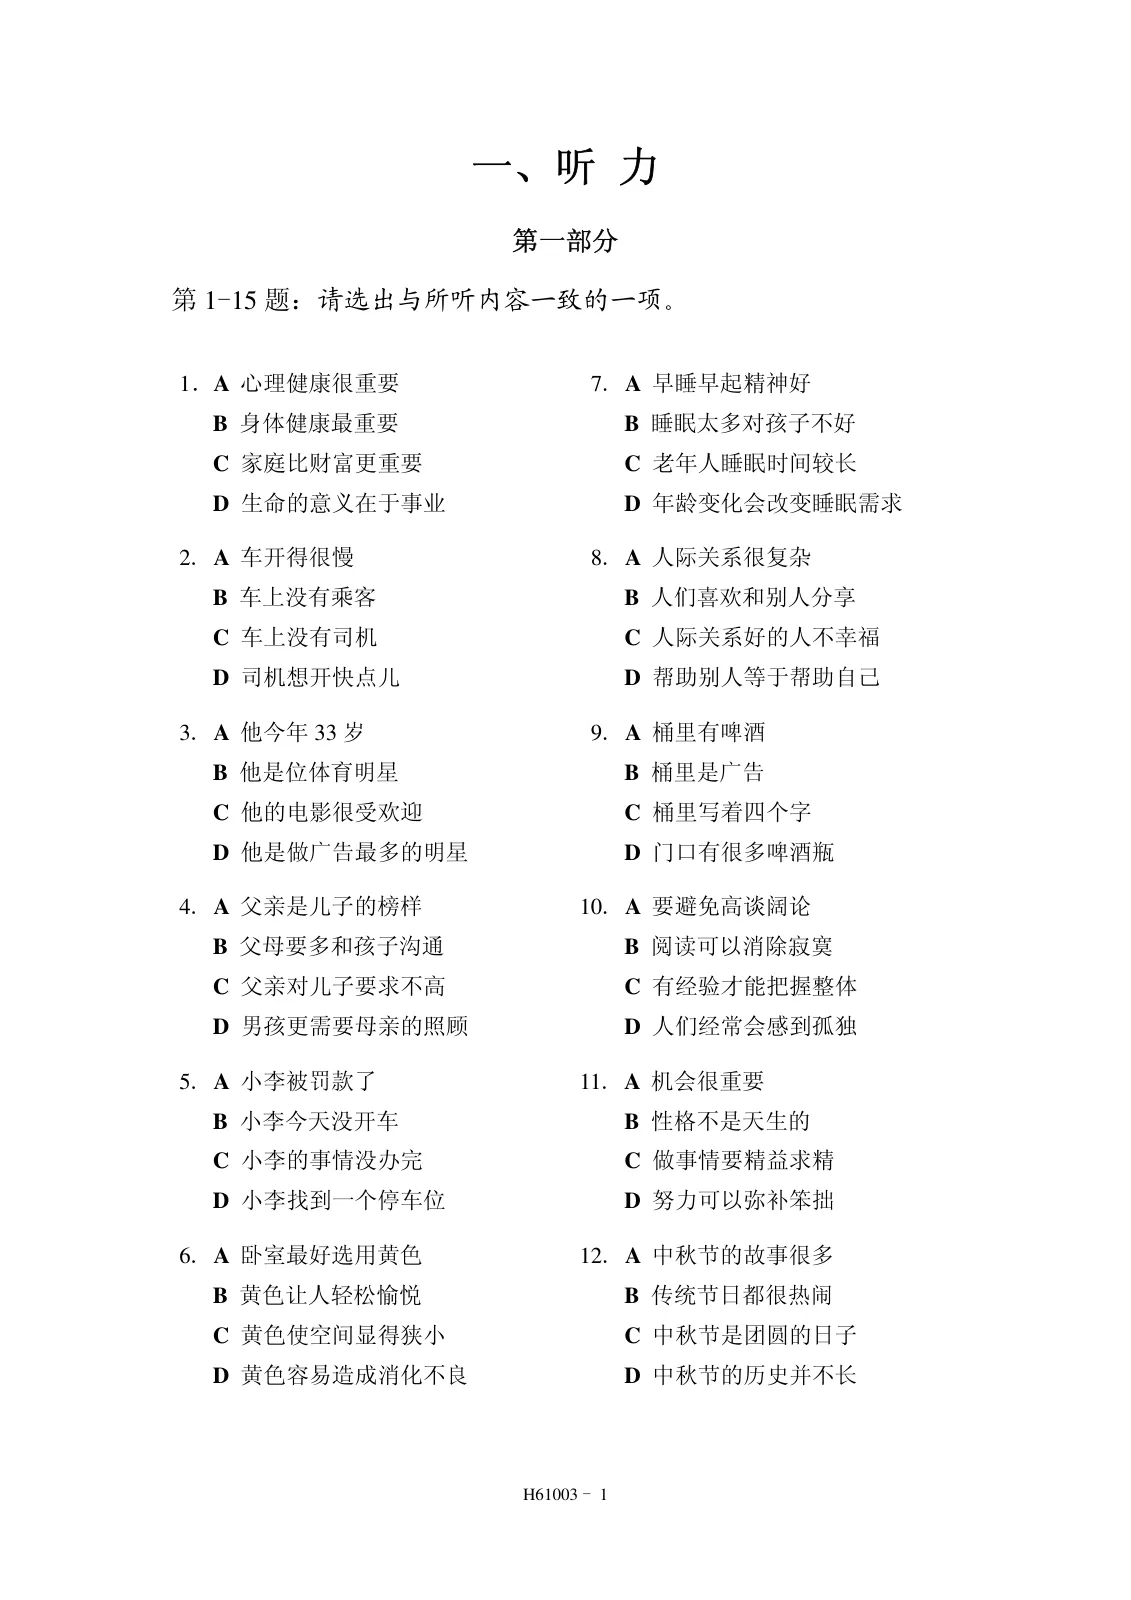 一、听 力
第一部分
第 1-15 题：请选出与所听内容一致的一项。
1. A 心理健康很重要
B 身体健康最重要
C 家庭比财富更重要
D 生命的意义在于事业
2. A 车开得很慢
B 车上没有乘客
C 车上没有司机
D 司机想开快点儿
3. A 他今年 33 岁
B 他是位体育明星
C 他的电影很受欢迎
D 他是做广告最多的明星
4. A 父亲是儿子的榜样
B 父母要多和孩子沟通
C 父亲对儿子要求不高
D 男孩更需要母亲的照顾
5. A 小李被罚款了
B 小李今天没开车
C 小李的事情没办完
D 小李找到一个停车位
6. A 卧室最好选用黄色
B 黄色让人轻松愉悦
C 黄色使空间显得狭小
D 黄色容易造成消化不良
7. A 早睡早起精神好
B 睡眠太多对孩子不好
C 老年人睡眠时间较长
D 年龄变化会改变睡眠需求
8. A 人际关系很复杂
B 人们喜欢和别人分享
C 人际关系好的人不幸福
D 帮助别人等于帮助自己
9. A 桶里有啤酒
B 桶里是广告
C 桶里写着四个字
D 门口有很多啤酒瓶
10. A 要避免高谈阔论
B 阅读可以消除寂寞
C 有经验才能把握整体
D 人们经常会感到孤独
11. A 机会很重要
B 性格不是天生的
C 做事情要精益求精
D 努力可以弥补笨拙
12. A 中秋节的故事很多
B 传统节日都很热闹
C 中秋节是团圆的日子
D 中秋节的历史并不长
H61003 - 1